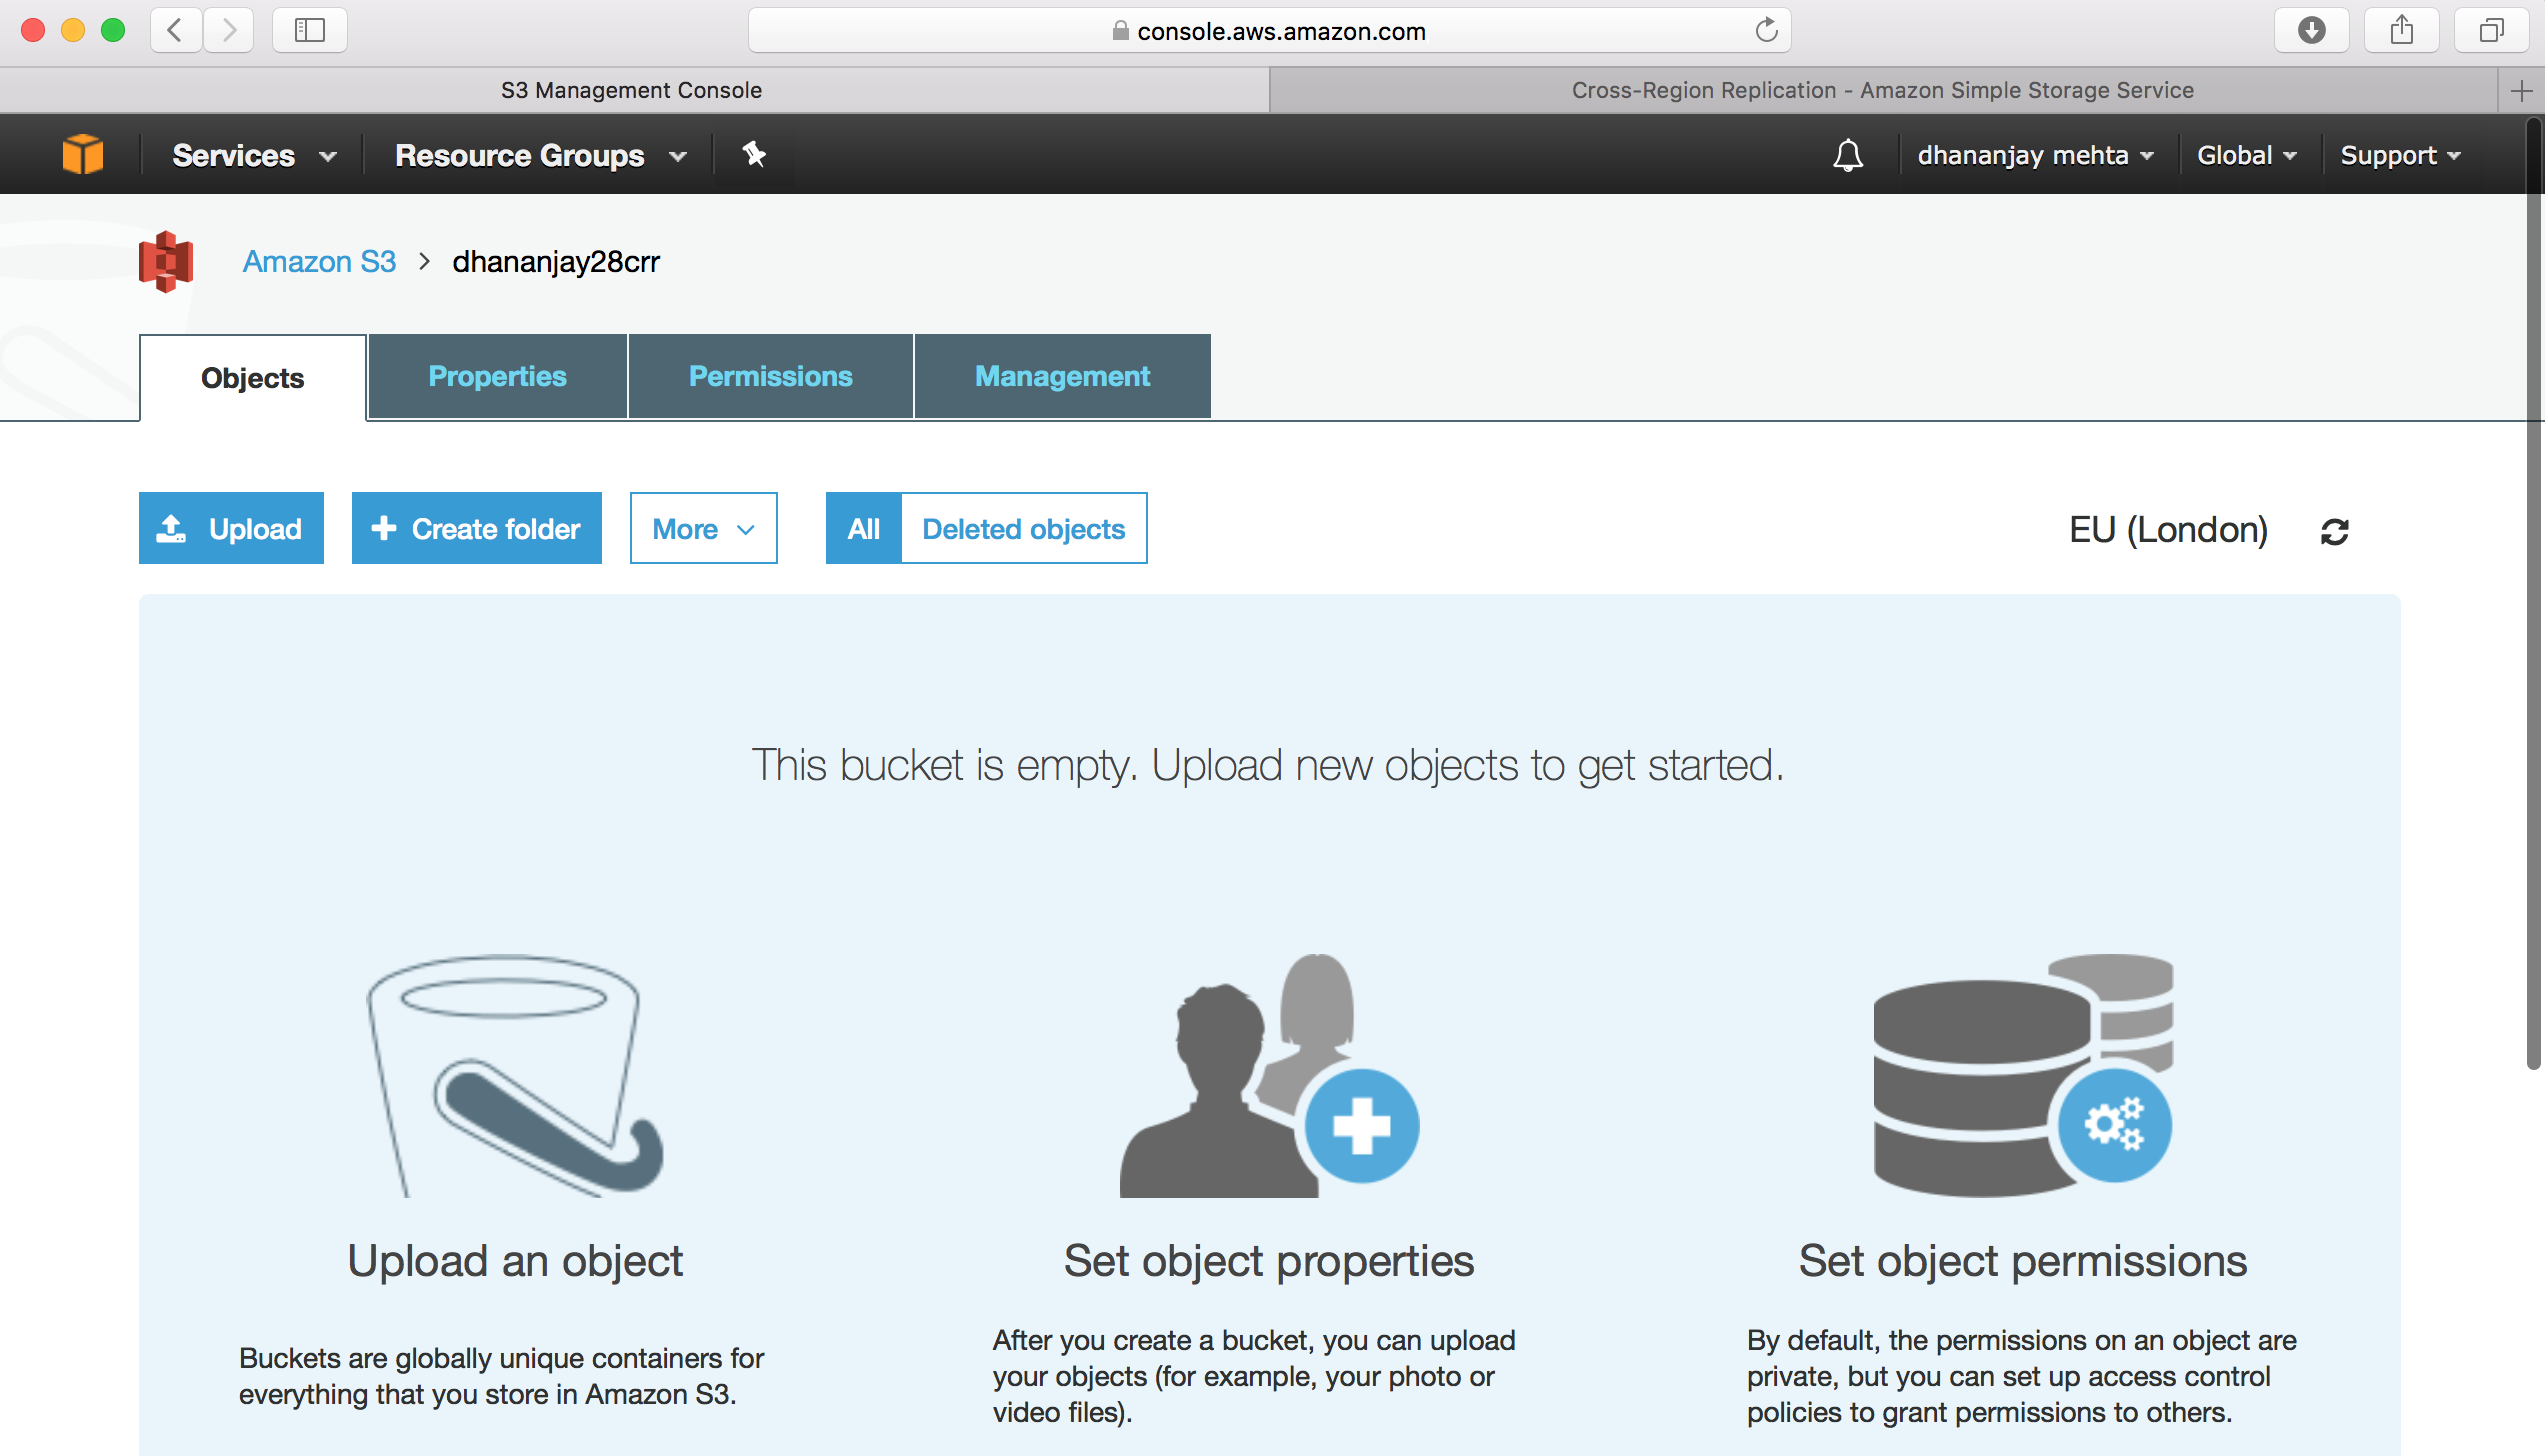 console.aws.amazon.com
S3 Management Console
Cross-Region Replication - Amazon Simple Storage Service
Services
Resource Groups
dhananjay mehta
Global
Support
Amazon S3 > dhananjay28crr
Objects
Properties
Permissions
Management
Upload
Create folder
More
All
Deleted objects
EU (London)
This bucket is empty. Upload new objects to get started.
Upload an object
Buckets are globally unique containers for
everything that you store in Amazon S3.
Set object properties
After you create a bucket, you can upload
your objects (for example, your photo or
video files).
Set object permissions
By default, the permissions on an object are
private, but you can set up access control
policies to grant permissions to others.